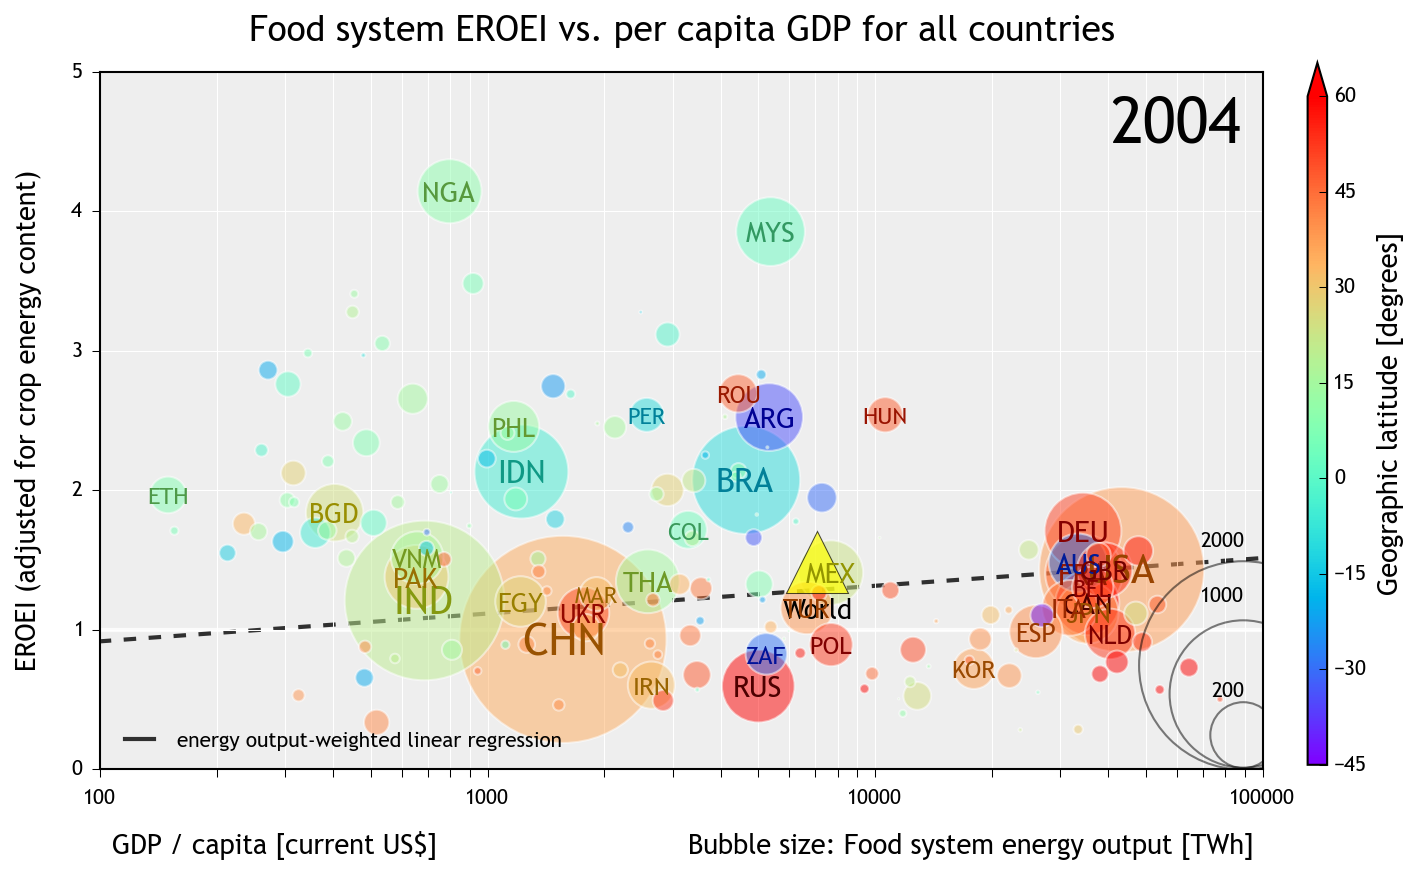 Food system EROEI vs. per capita GDP for all countries
2004
EROEI (adjusted for crop energy content)
5
4
3
2
1
0
NGA
MYS
ROU
ARG
PER
HUN
PHL
IDN
BRA
ETH
BGD
COL
DEU
VNM
PAK
IND
THA
MEX
AUS
GBR
USA
BEL
EGY
MAR
UKR
World
CAN
JPN
CHN
ESP
NLD
ZAF
POL
KOR
IRN
RUS
2000
1000
200
energy output-weighted linear regression
100
1000
10000
100000
GDP / capita [current US$]
Bubble size: Food system energy output [TWh]
60
45
30
15
0
−15
−30
−45
Geographic latitude [degrees]